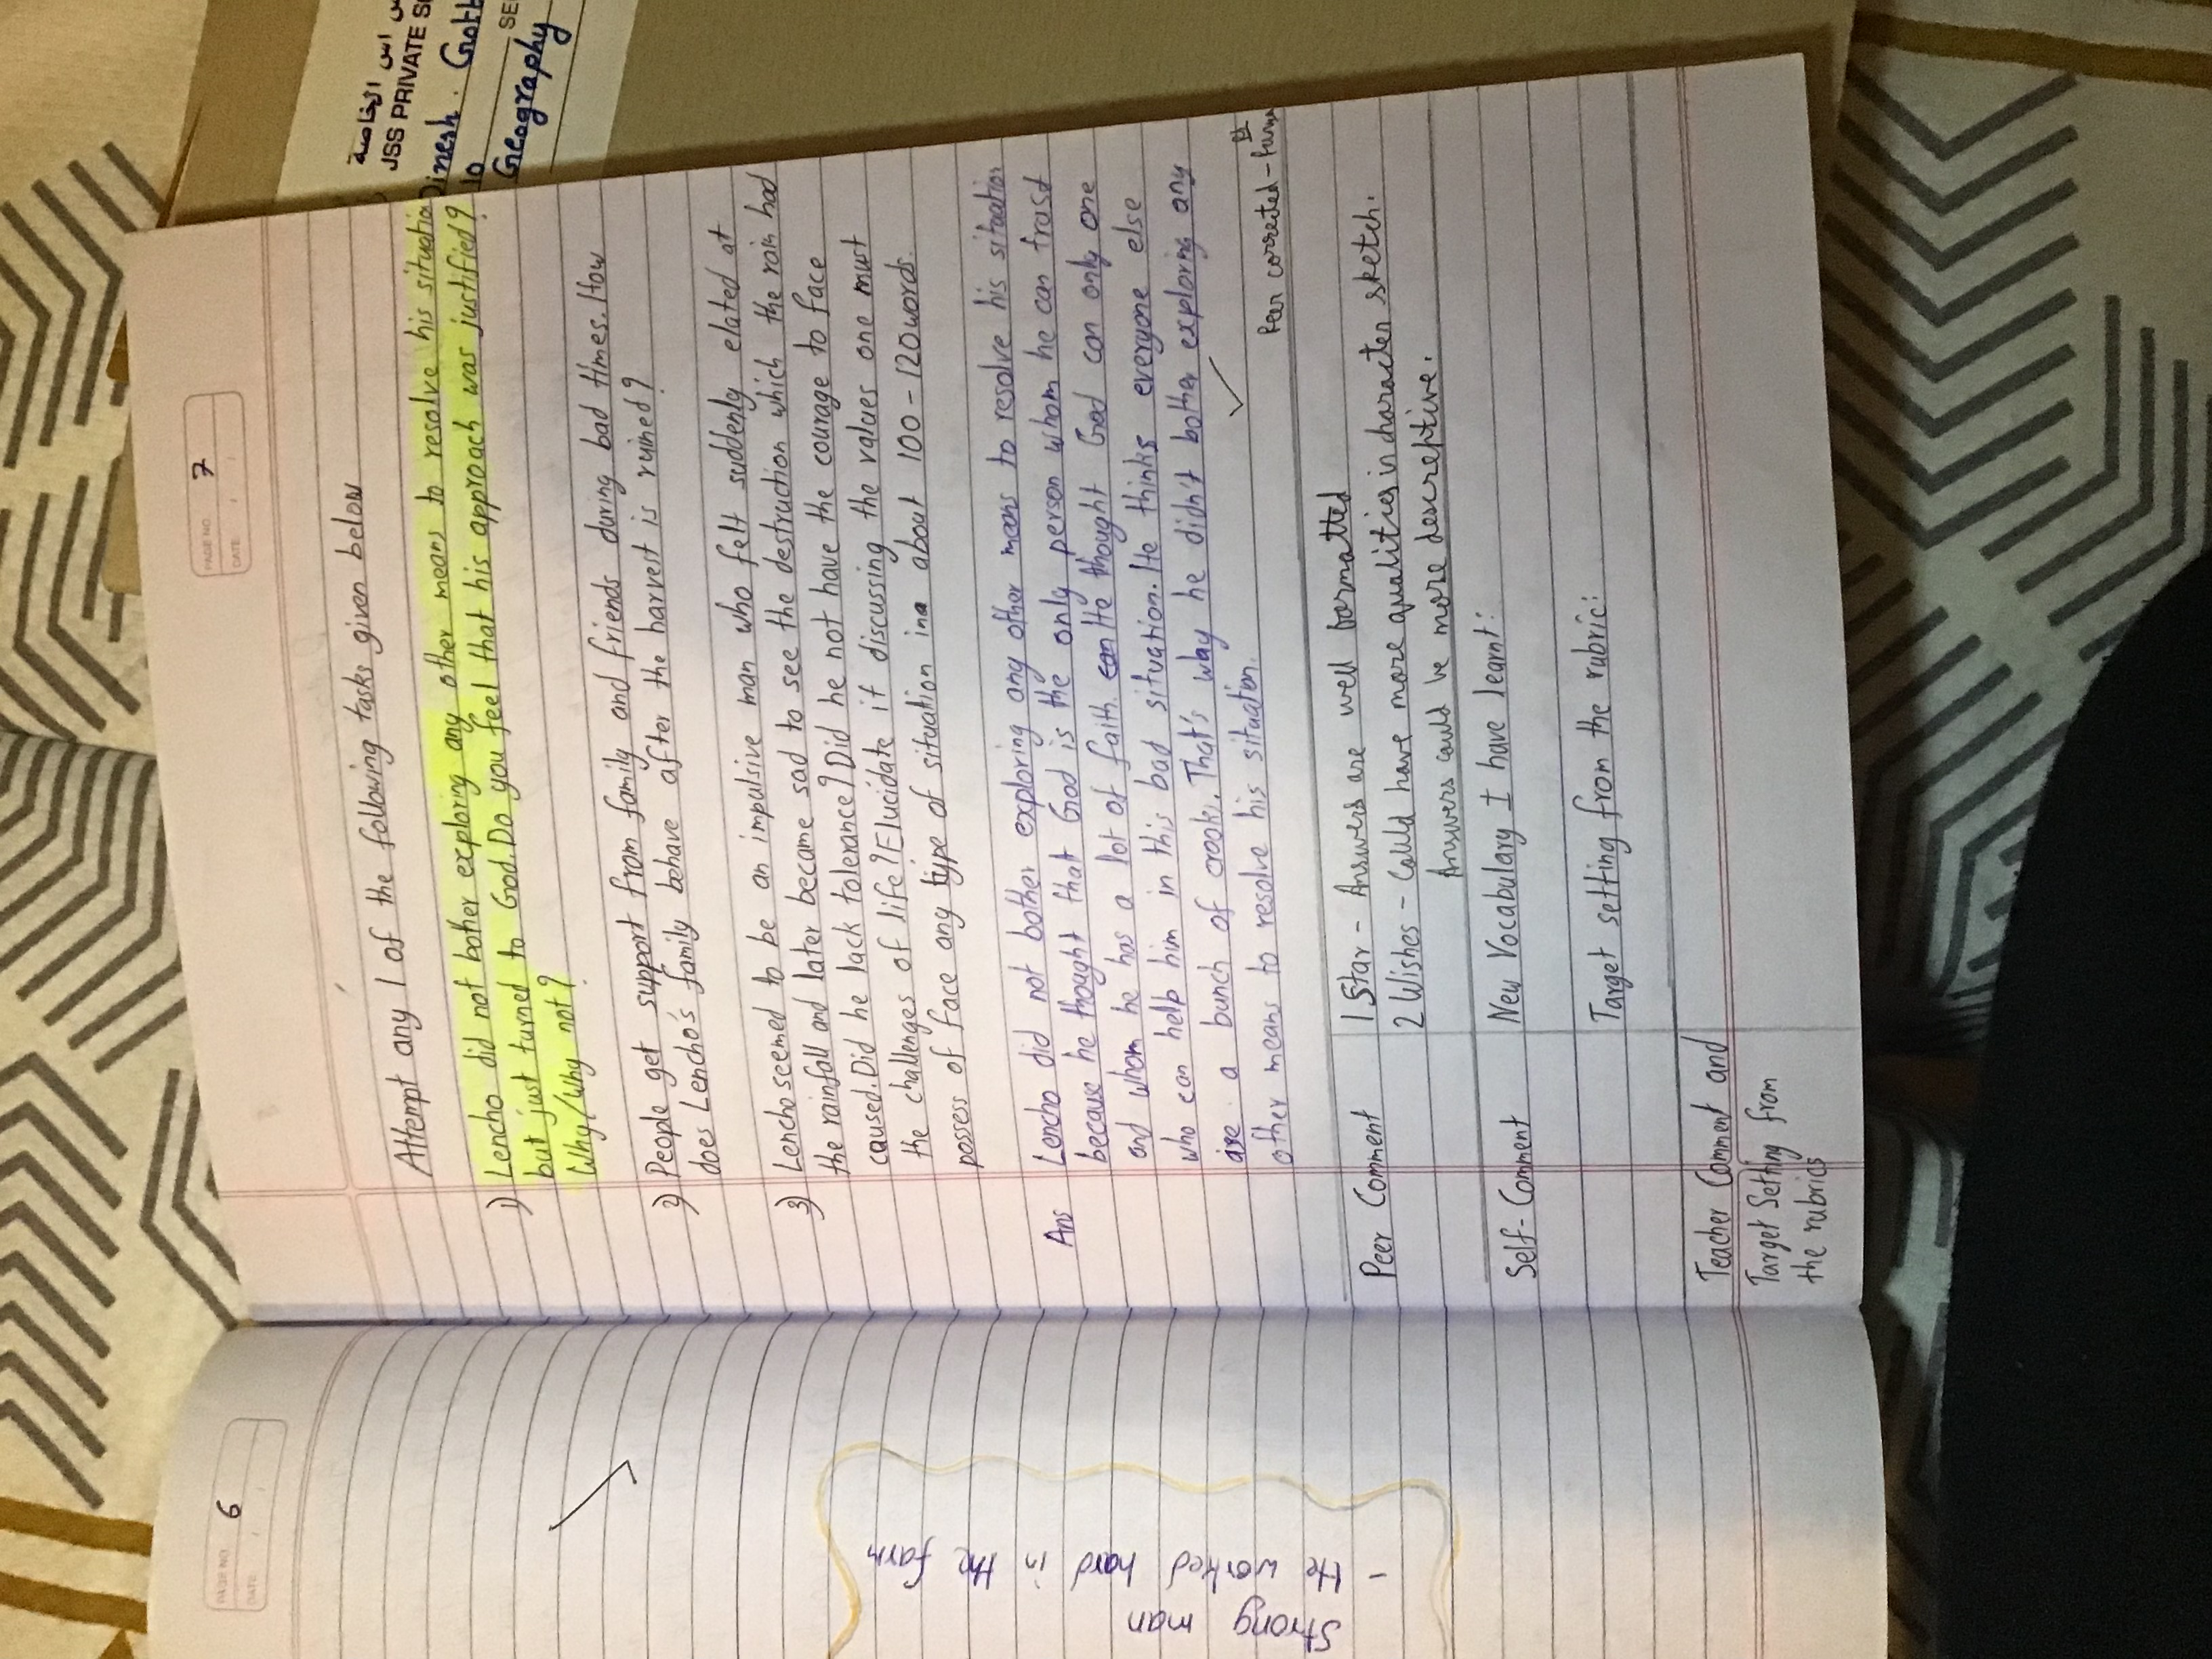 PAGE NO. 6
DATE: / /
Strong man
- He worked hard in the farm
PAGE NO. 7
DATE: / /
Attempt any 1 of the following tasks given below
1) Lencho did not bother exploring any other means to resolve his situation
but just turned to God. Do you feel that his approach was justified?
Why/Why not?
2) People get support from family and friends during bad times. How
does Lencho's family behave after the harvest is ruined?
3) Lencho seemed to be an impulsive man who felt suddenly elated at
the rainfall and later became sad to see the destruction which the rain had
caused. Did he lack tolerance? Did he not have the courage to face
the challenges of life? Elucidate it discussing the values one must
possess of face any type of situation in about 100-120 words.
Ans Lencho did not bother exploring any other means to resolve his situation
because he thought that God is the only person whom he can trust
and whom he has a lot of faith. He thought God can only one
who can help him in this bad situation. He thinks everyone else
are a bunch of crooks. That's why he didn't bother exploring any
other means to resolve his situation.
Peer corrected -
Peer Comment
1 Star - Answers are well formatted
2 Wishes - Could have more qualities in character sketch.
Answers could be more descreptive.
Self-Comment
New Vocabulary I have learnt:
Target setting from the rubric:
Teacher Comment and
Target Setting from
the rubrics
س اس الخاصة
JSS PRIVATE
Dinesh.
10
Geography